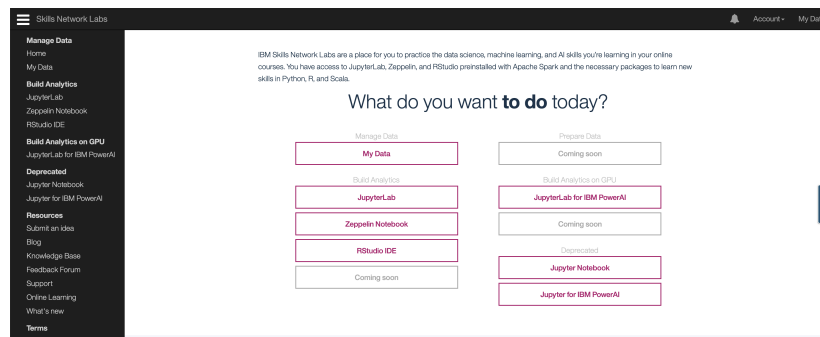 Skills Network Labs
Account
My Dat
Manage Data
Home
My Data
Build Analytics
JupyterLab
Zeppelin Notebook
RStudio IDE
Build Analytics on GPU
JupyterLab for IBM PowerAI
Deprecated
Jupyter Notebook
Jupyter for IBM PowerAI
Resources
Submit an idea
Blog
Knowledge Base
Feedback Forum
Support
Online Learning
What's new
Terms
IBM Skills Network Labs are a place for you to practice the data science, machine learning, and AI skills you're learning in your online
courses. You have access to JupyterLab, Zeppelin, and RStudio preinstalled with Apache Spark and the necessary packages to learn new
skills in Python, R, and Scala.
What do you want to do today?
Manage Data
My Data
Build Analytics
JupyterLab
Zeppelin Notebook
RStudio IDE
Coming soon
Prepare Data
Coming soon
Build Analytics on GPU
JupyterLab for IBM PowerAI
Coming soon
Deprecated
Jupyter Notebook
Jupyter for IBM PowerAI